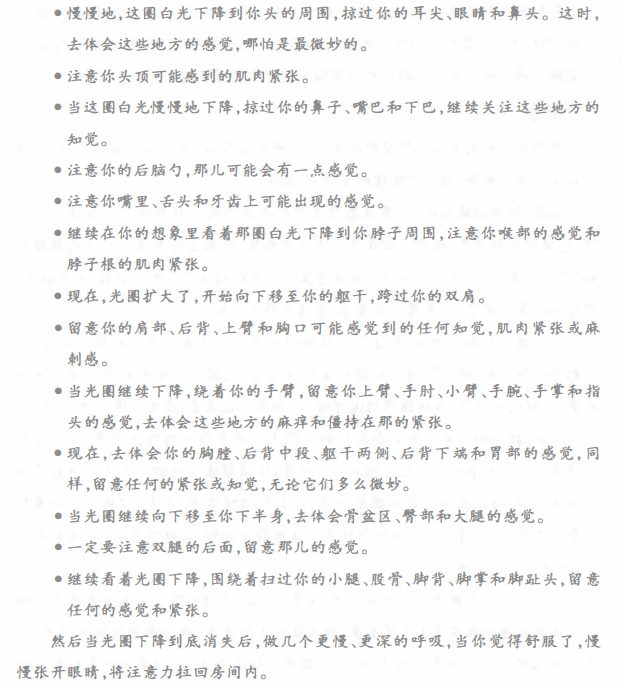 ●慢慢地,这圈白光下降到你头的周围,掠过你的耳尖、眼睛和鼻头。这时,
去体会这些地方的感觉,哪怕是最微妙的。
●注意你头顶可能感到的肌肉紧张。
●当这圈白光慢慢地下降,掠过你的鼻子、嘴巴和下巴,继续关注这些地方的
知觉。
●注意你的后脑勺,那儿可能会有一点感觉。
●注意你嘴里、舌头和牙齿上可能出现的感觉。
●继续在你的想象里看着那圈白光下降到你脖子周围,注意你喉部的感觉和
脖子根的肌肉紧张。
●现在,光圈扩大了,开始向下移至你的躯干,跨过你的双肩。
●留意你的肩部、后背、上臂和胸口可能感觉到的任何知觉,肌肉紧张或麻
刺感。
●当光圈继续下降,绕着你的手臂,留意你上臂、手肘、小臂、手腕、手掌和指
头的感觉,去体会这些地方的麻痒和僵持在那的紧张。
●现在,去体会你的胸膛、后背中段、躯干两侧、后背下端和胃部的感觉,同
样,留意任何的紧张或知觉,无论它们多么微妙。
●当光圈继续向下移至你下半身,去体会骨盆区、臀部和大腿的感觉。
●一定要注意双腿的后面,留意那儿的感觉。
●继续看着光圈下降,围绕着扫过你的小腿、股骨、脚背、脚掌和脚趾头,留意
任何的感觉和紧张。
然后当光圈下降到底消失后,做几个更慢、更深的呼吸,当你觉得舒服了,慢
慢张开眼睛,将注意力拉回房间内。